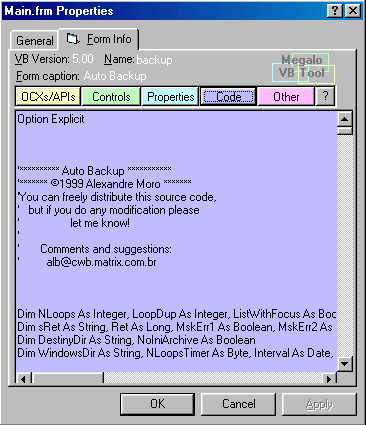 Main.frm Properties
General Form Info
VB Version: 5.00 Name: backup
Form caption: Auto Backup
Megalo
VB Tool
OCXs/APIs Controls Properties Code Other ?
Option Explicit
'********** Auto Backup ***********
'******* ©1999 Alexandre Moro *******
'You can freely distribute this source code,
' but if you do any modification please
' let me know!
'
' Comments and suggestions:
' alb@cwb.matrix.com.br
Dim NLoops As Integer, LoopDup As Integer, ListWithFocus As Boo
Dim sRet As String, Ret As Long, MskErr1 As Boolean, MskErr2 As
Dim DestinyDir As String, NoIniArchive As Boolean
Dim WindowsDir As String, NLoopsTimer As Byte, Interval As Date,
OK Cancel Apply